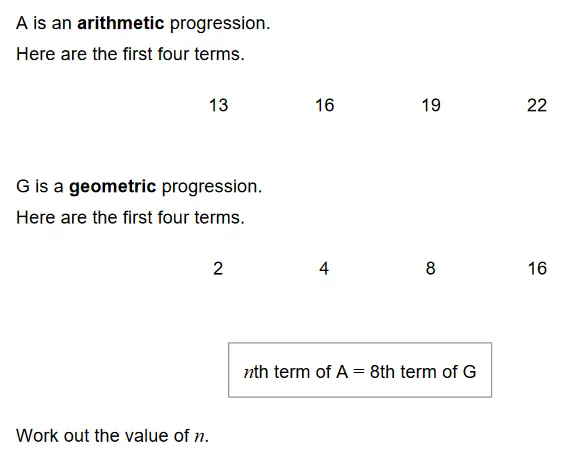 A is an arithmetic progression.
Here are the first four terms.
13 16 19 22
G is a geometric progression.
Here are the first four terms.
2 4 8 16
nth term of A = 8th term of G
Work out the value of n.